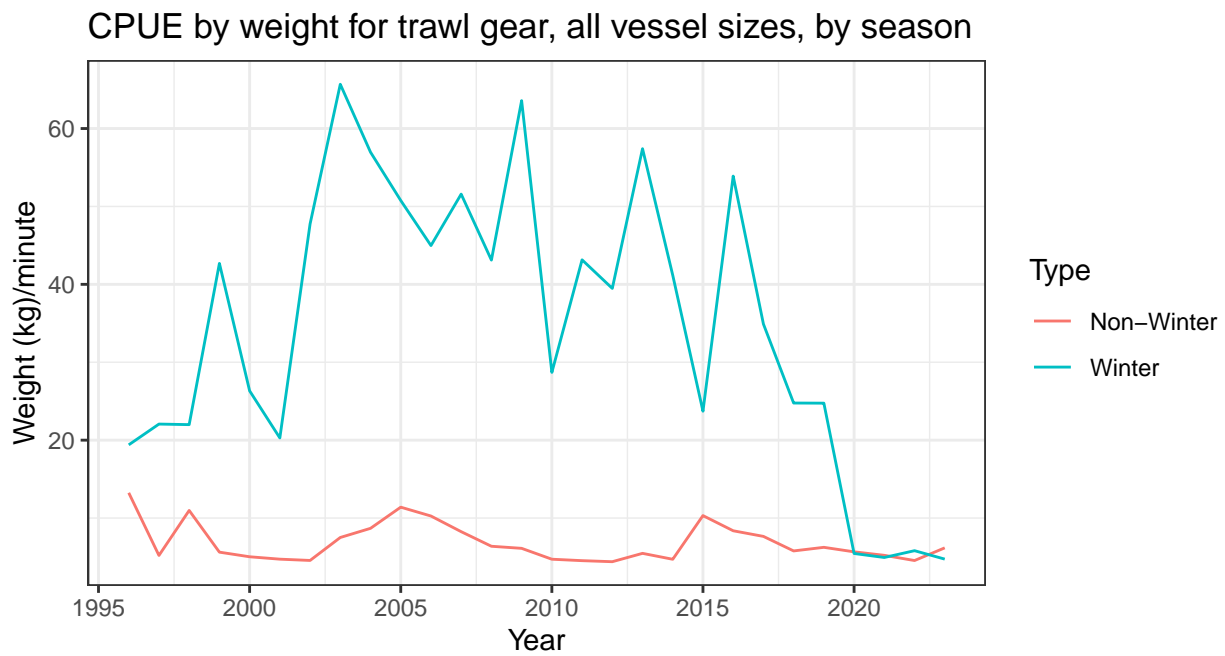 CPUE by weight for trawl gear, all vessel sizes, by season
Weight (kg)/minute
60
40
20
1995 2000 2005 2010 2015 2020
Year
Type
Non−Winter
Winter